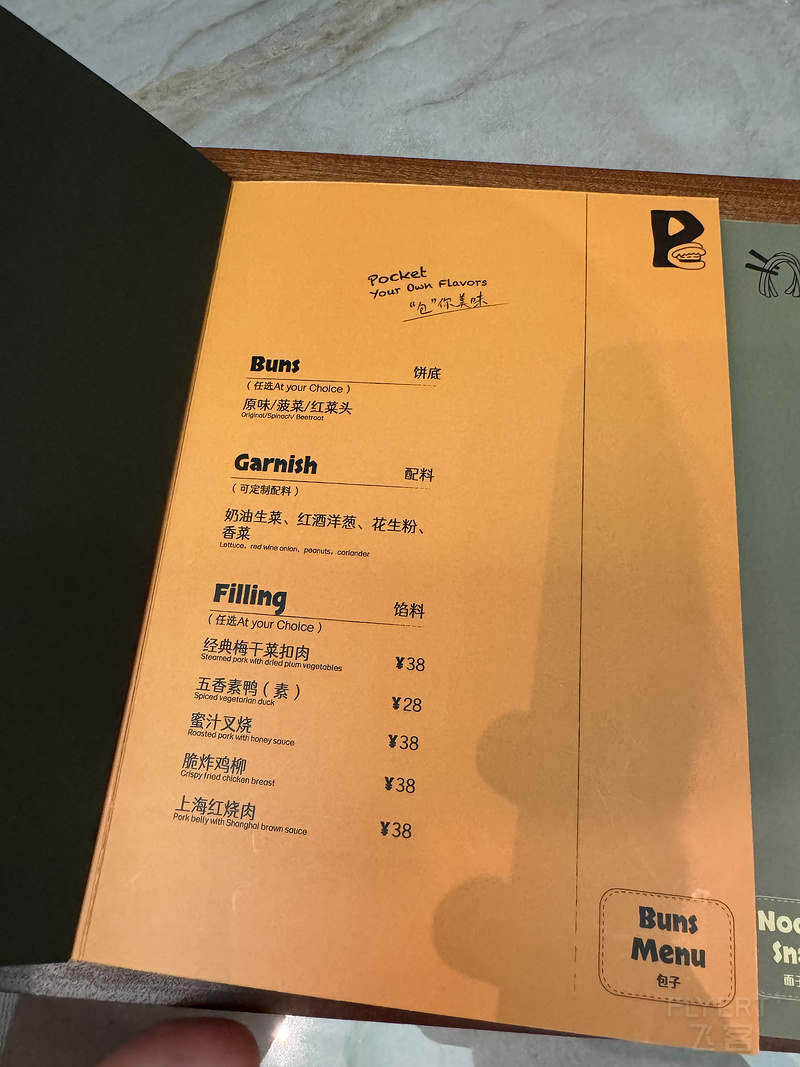 Pocket
Your Own Flavors
“包”你美味
Buns 饼底
（任选At your Choice）
原味/菠菜/红菜头
Original/Spinach/ Beetroot
Garnish 配料
（可定制配料）
奶油生菜、红酒洋葱、花生粉、
香菜
Lettuce, red wine onion, peanuts, coriander
Filling 馅料
（任选At your Choice）
经典梅干菜扣肉 ¥38
Steamed pork with dried plum vegetables
五香素鸭（素） ¥28
Spiced vegetarian duck
蜜汁叉烧 ¥38
Roasted pork with honey sauce
脆炸鸡柳 ¥38
Crispy fried chicken breast
上海红烧肉 ¥38
Pork belly with Shanghai brown sauce
P
Buns
Menu
包子
Noo
Sna
面
FLYERT
飞客